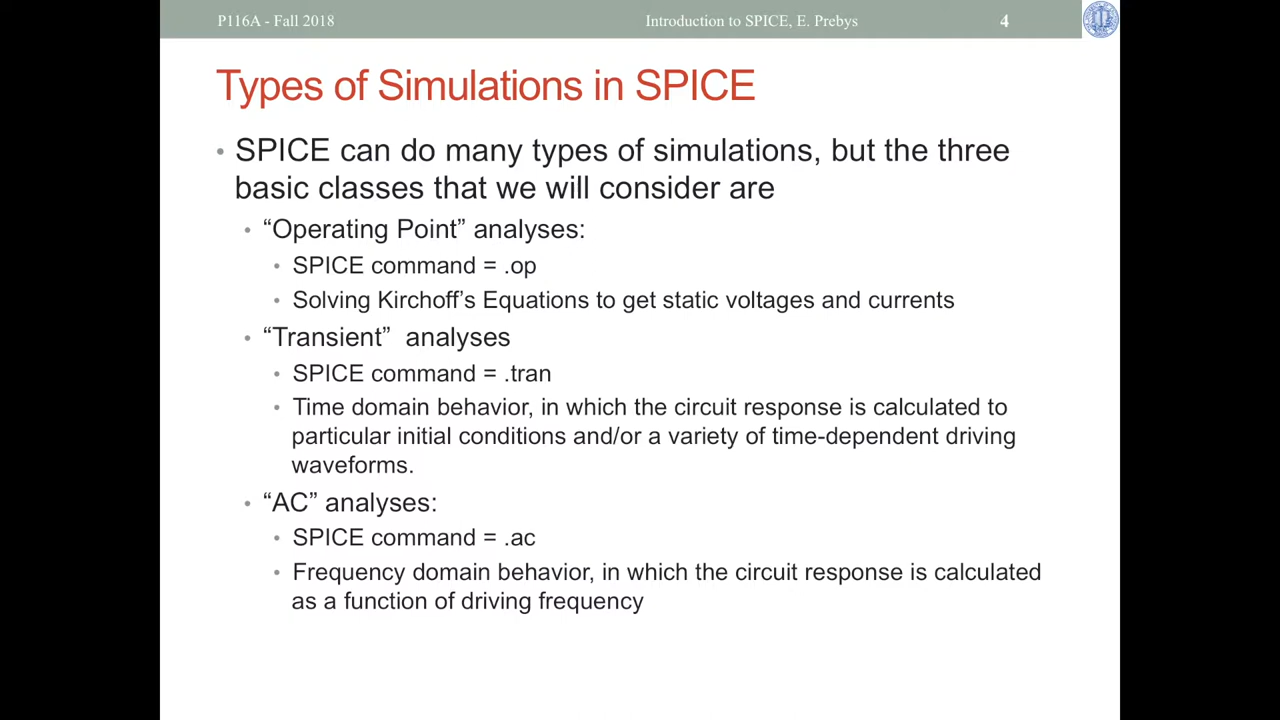 P116A - Fall 2018
Introduction to SPICE, E. Prebys
4
Types of Simulations in SPICE
• SPICE can do many types of simulations, but the three
basic classes that we will consider are
• “Operating Point” analyses:
• SPICE command = .op
• Solving Kirchoff’s Equations to get static voltages and currents
• “Transient” analyses
• SPICE command = .tran
• Time domain behavior, in which the circuit response is calculated to
particular initial conditions and/or a variety of time-dependent driving
waveforms.
• “AC” analyses:
• SPICE command = .ac
• Frequency domain behavior, in which the circuit response is calculated
as a function of driving frequency